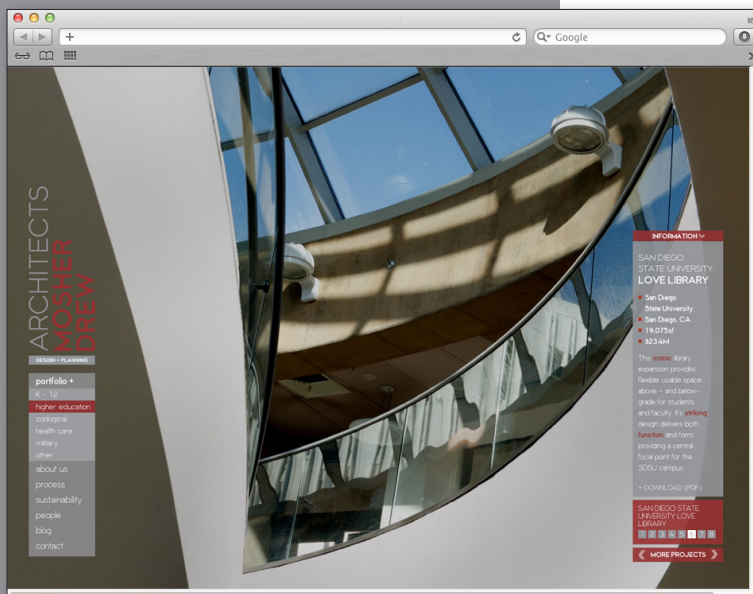 Google
ARCHITECTS
MOSHER
DREW
DESIGN + PLANNING
portfolio +
K - 12
higher education
zoological
health care
military
other
about us
process
sustainability
people
blog
contact
INFORMATION
SAN DIEGO
STATE UNIVERSITY
LOVE LIBRARY
San Diego
State University
San Diego, CA
19,075sf
$23.4M
This iconic library
expansion provides
flexible, usable space
above - and below-
grade for students
and faculty. It's striking
design delivers both
function and form,
providing a central
focal point for the
SDSU campus.
+ DOWNLOAD (PDF)
SAN DIEGO STATE
UNIVERSITY LOVE
LIBRARY
1 2 3 4 5 6 7 8
MORE PROJECTS